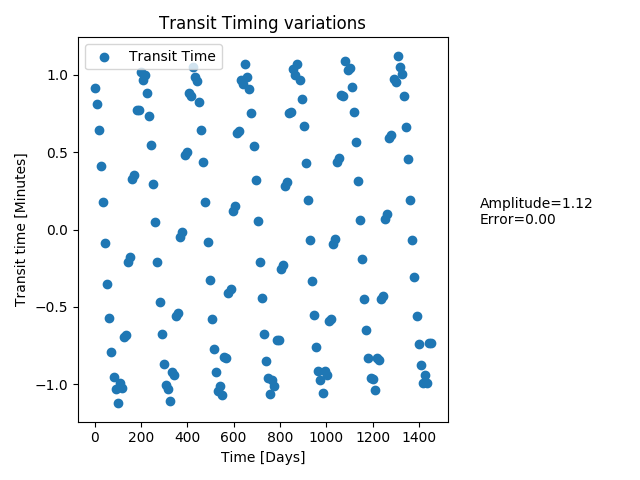 Transit Timing variations
Transit Time
1.0
0.5
0.0
−0.5
−1.0
Transit time [Minutes]
0 200 400 600 800 1000 1200 1400
Time [Days]
Amplitude=1.12
Error=0.00